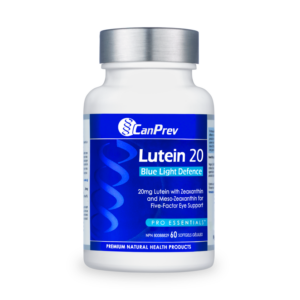 CanPrev
Lutein 20
Blue Light Defence
20mg Lutein with Zeaxanthin
and Meso-Zeaxanthin for
Five-Factor Eye Support
PRO ESSENTIALS
60
PREMIUM NATURAL HEALTH PRODUCTS